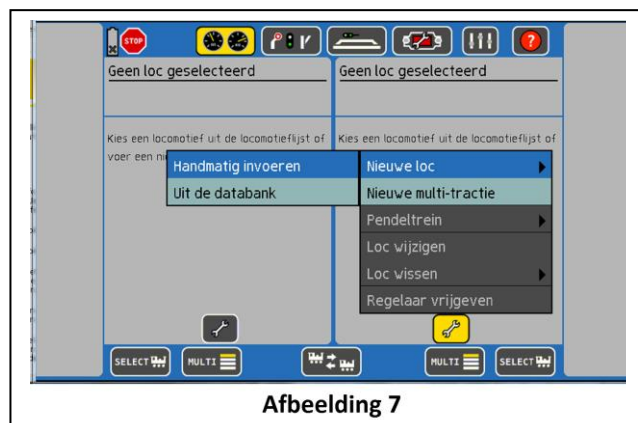 STOP
?
Geen loc geselecteerd
Geen loc geselecteerd
Kies een locomotief uit de locomotieflijst of
voer een ni
Kies een locomotief uit de locomotieflijst of
Handmatig invoeren
Uit de databank
Nieuwe loc
Nieuwe multi-tractie
Pendeltrein
Loc wijzigen
Loc wissen
Regelaar vrijgeven
SELECT
MULTI
MULTI
SELECT
Afbeelding 7